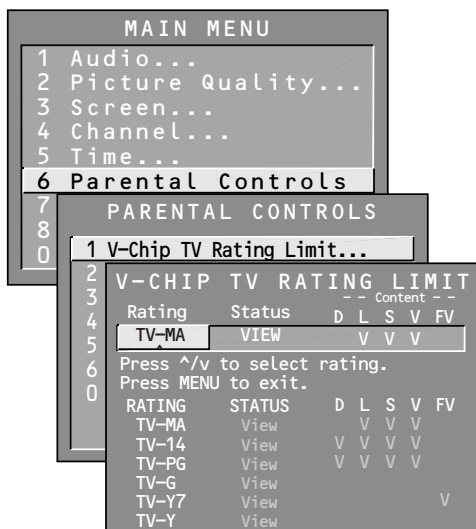 MAIN MENU
1 Audio...
2 Picture Quality...
3 Screen...
4 Channel...
5 Time...
6 Parental Controls
7
8
0
PARENTAL CONTROLS
1 V-Chip TV Rating Limit...
2
3
4
5
6
0
V-CHIP TV RATING LIMIT
-- Content --
Rating Status D L S V FV
TV-MA VIEW V V V
Press ^/v to select rating.
Press MENU to exit.
RATING STATUS D L S V FV
TV-MA View V V V
TV-14 View V V V V
TV-PG View V V V V
TV-G View
TV-Y7 View V
TV-Y View